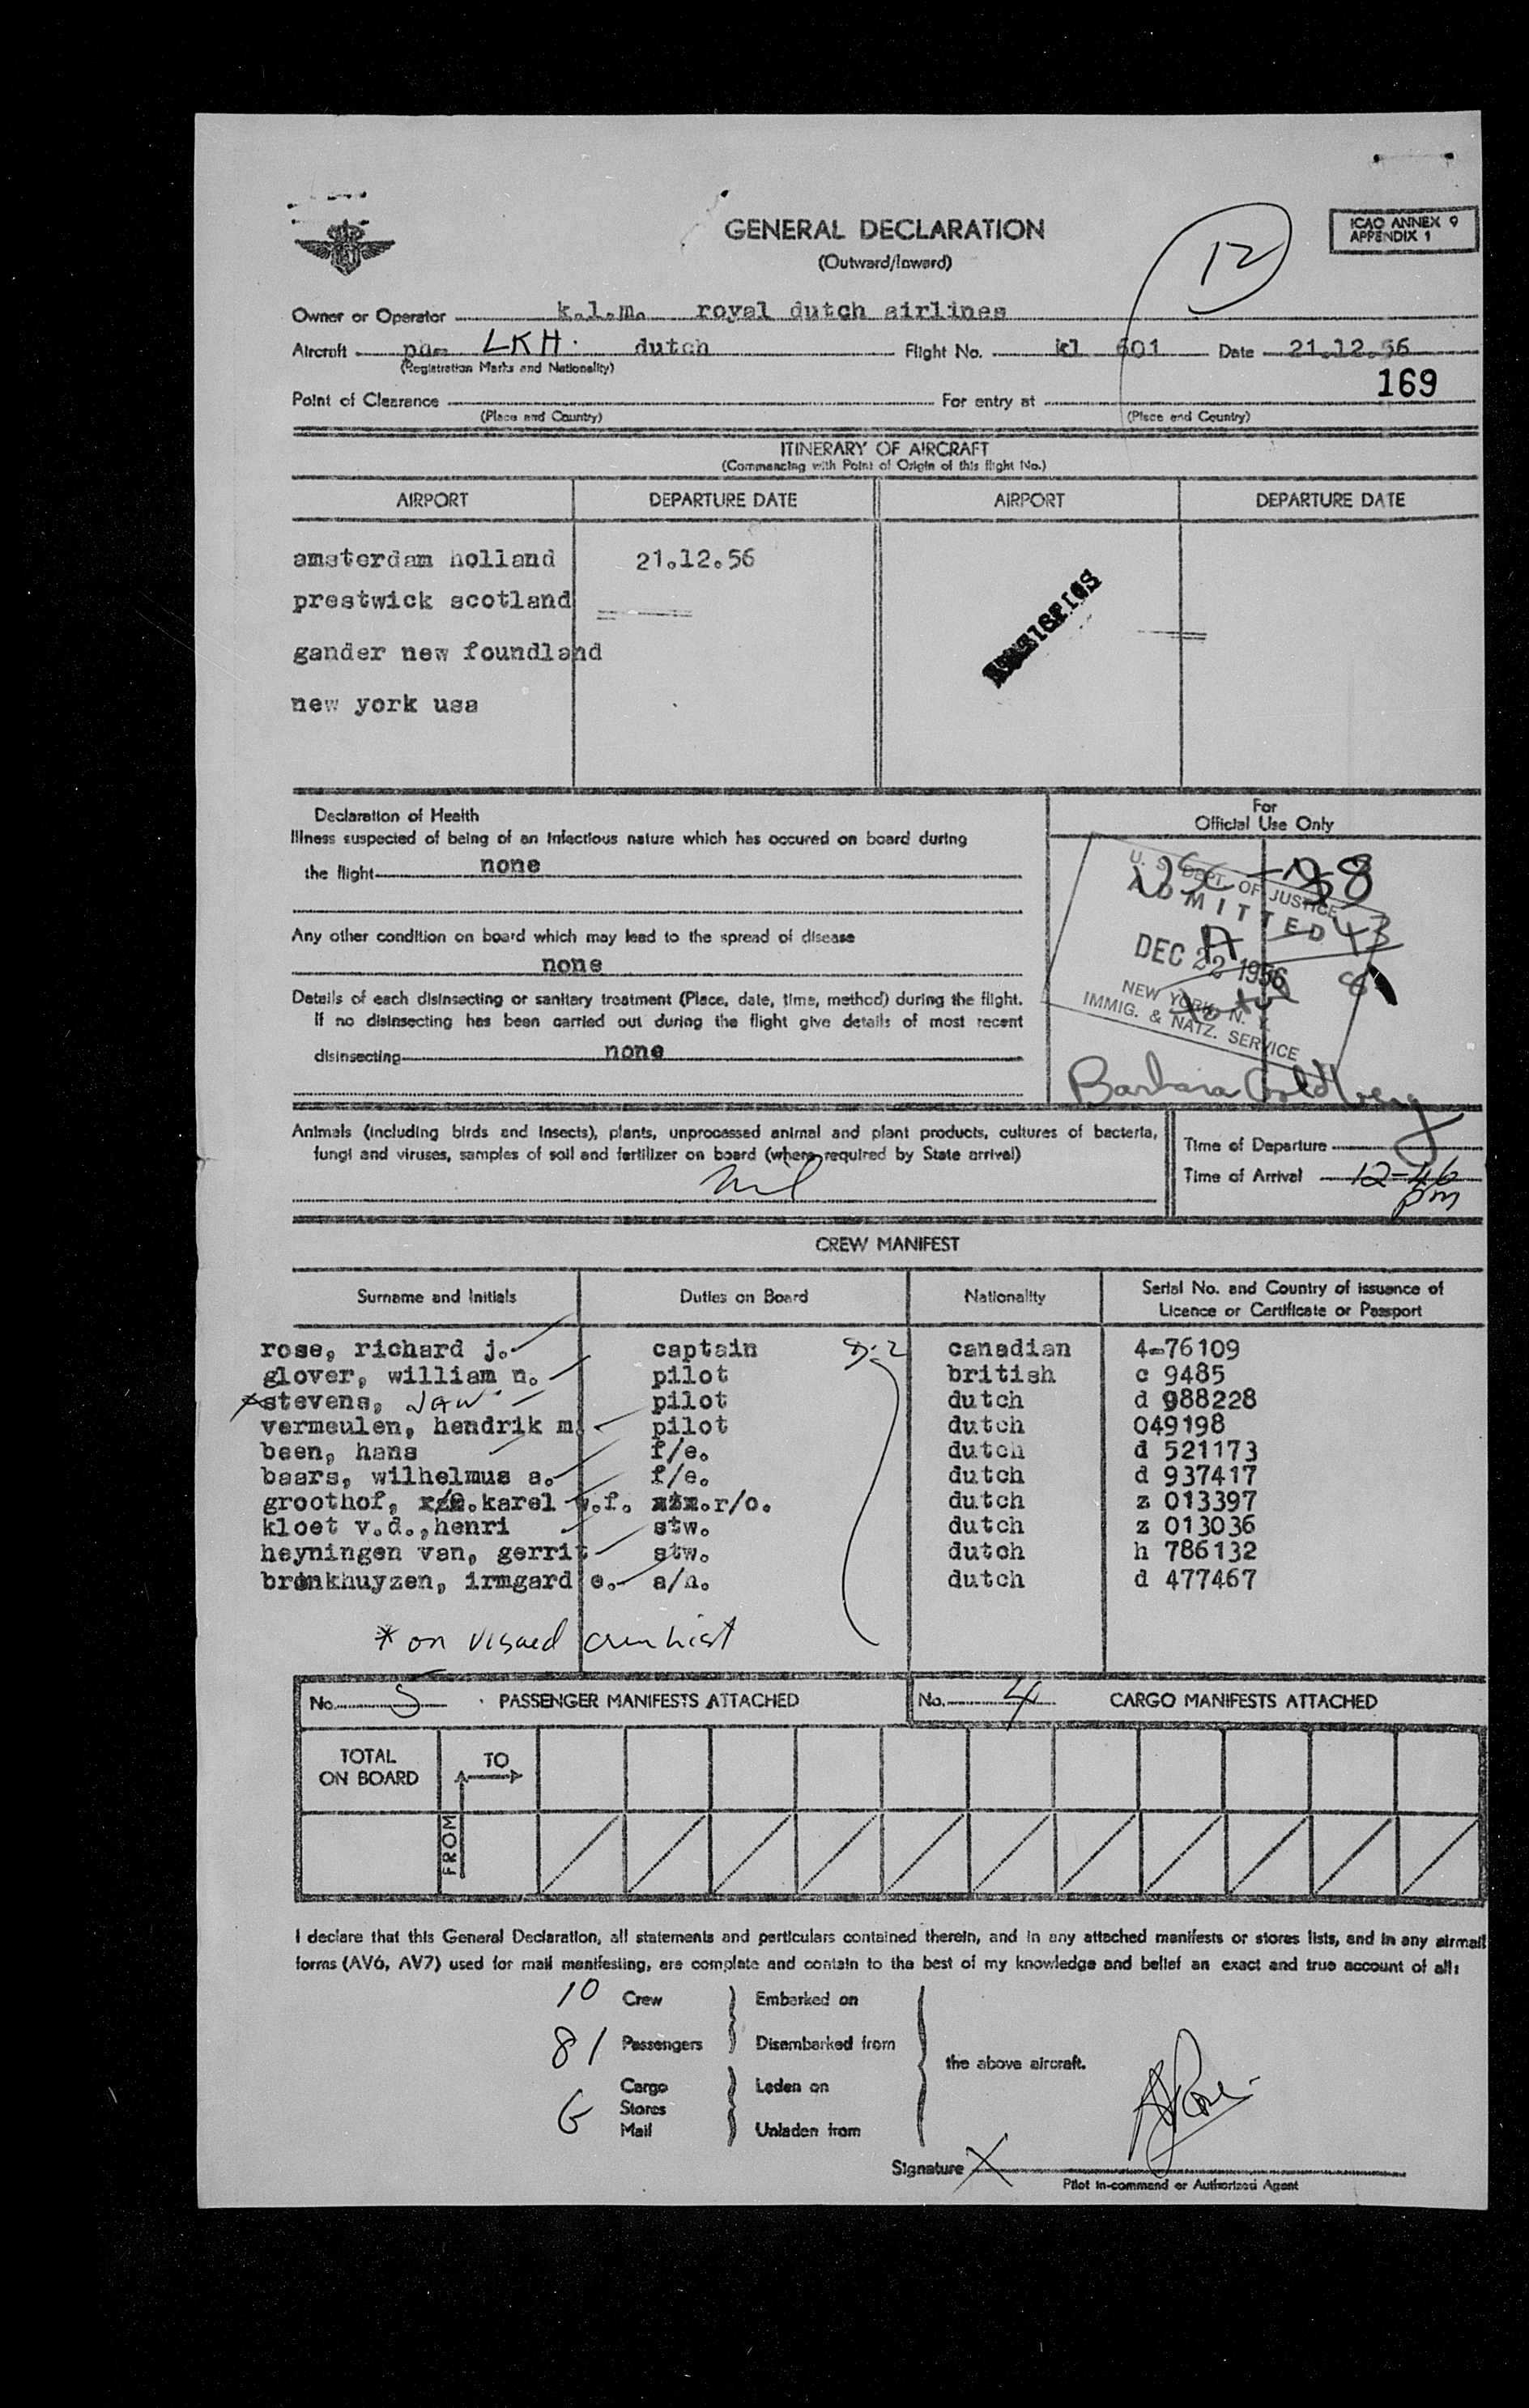 GENERAL DECLARATION
(Outward/Inward)
ICAO ANNEX 9
APPENDIX 1
12
Owner or Operator k.l.m. royal dutch airlines
Aircraft ph- LKH. dutch Flight No. kl 601 Date 21.12.56
(Registration Marks and Nationality)
169
Point of Clearance For entry at
(Place and Country) (Place and Country)
ITINERARY OF AIRCRAFT
(Commencing with Point of Origin of this flight No.)
AIRPORT DEPARTURE DATE AIRPORT DEPARTURE DATE
amsterdam holland 21.12.56
prestwick scotland
gander new foundland
new york usa
Declaration of Health
Illness suspected of being of an infectious nature which has occured on board during
the flight none
Any other condition on board which may lead to the spread of disease
none
Details of each disinsecting or sanitary treatment (Place, date, time, method) during the flight.
If no disinsecting has been carried out during the flight give details of most recent
disinsecting none
For
Official Use Only
U. S. DEPT. OF JUSTICE
ADMITTED
43
DEC 22 1956
NEW YORK, N. Y.
IMMIG. & NATZ. SERVICE
Barbara Goldberg
Animals (including birds and insects), plants, unprocessed animal and plant products, cultures of bacteria,
fungi and viruses, samples of soil and fertilizer on board (where required by State arrival)
nil
Time of Departure
Time of Arrival 12-46
pm
CREW MANIFEST
Surname and Initials Duties on Board Nationality Serial No. and Country of issuance of
Licence or Certificate or Passport
rose, richard j. captain D-2 canadian 4-76109
glover, william n. pilot british c 9485
stevens, JAN pilot dutch d 988228
vermeulen, hendrik m. pilot dutch 049198
been, hans f/e. dutch d 521173
baars, wilhelmus a. f/e. dutch d 937417
groothof, karel w.f. r/o. dutch z 013397
kloet v.d.,henri stw. dutch z 013036
heyningen van, gerrit stw. dutch h 786132
bronkhuyzen, irmgard e. a/h. dutch d 477467
* on visaed crew list
No. 5 PASSENGER MANIFESTS ATTACHED No. 4 CARGO MANIFESTS ATTACHED
TOTAL
ON BOARD
TO
FROM
I declare that this General Declaration, all statements and particulars contained therein, and in any attached manifests or stores lists, and in any airmail
forms (AV6, AV7) used for mail manifesting, are complete and contain to the best of my knowledge and belief an exact and true account of all:
10 Crew Embarked on
81 Passengers Disembarked from
the above aircraft.
Cargo Laden on
Stores
Mail Unladen from
Signature X
Pilot in-command or Authorized Agent